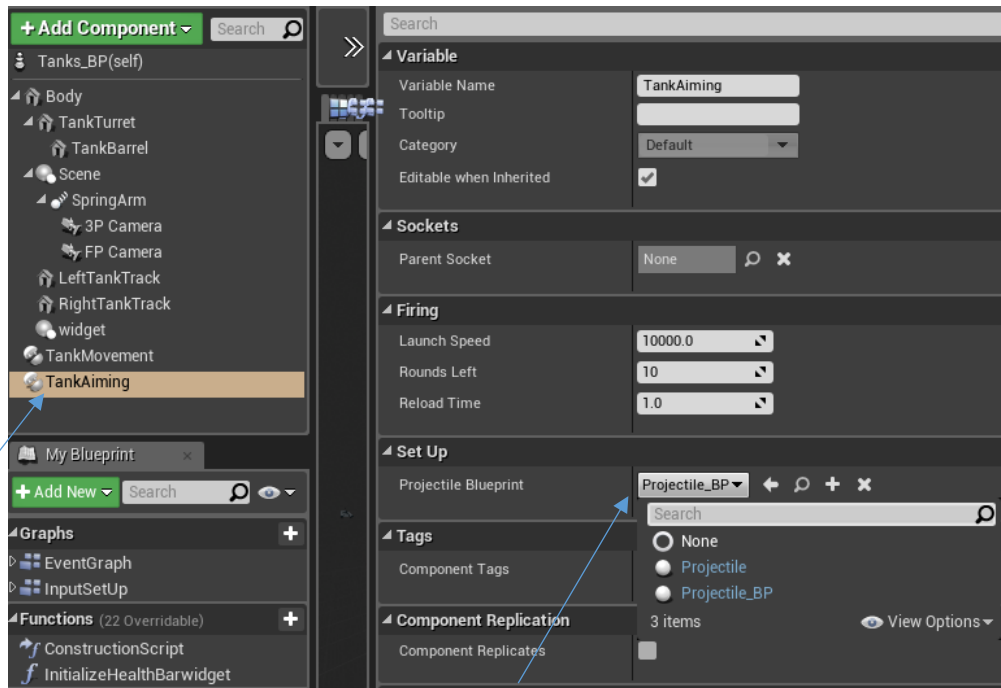 + Add Component
Search
Tanks_BP(self)
Body
TankTurret
TankBarrel
Scene
SpringArm
3P Camera
FP Camera
LeftTankTrack
RightTankTrack
widget
TankMovement
TankAiming
My Blueprint
+ Add New
Search
Graphs
EventGraph
InputSetUp
Functions (22 Overridable)
ConstructionScript
InitializeHealthBarwidget
Search
Variable
Variable Name TankAiming
Tooltip
Category Default
Editable when Inherited
Sockets
Parent Socket None
Firing
Launch Speed 10000.0
Rounds Left 10
Reload Time 1.0
Set Up
Projectile Blueprint Projectile_BP
Search
None
Projectile
Projectile_BP
3 items View Options
Tags
Component Tags
Component Replication
Component Replicates